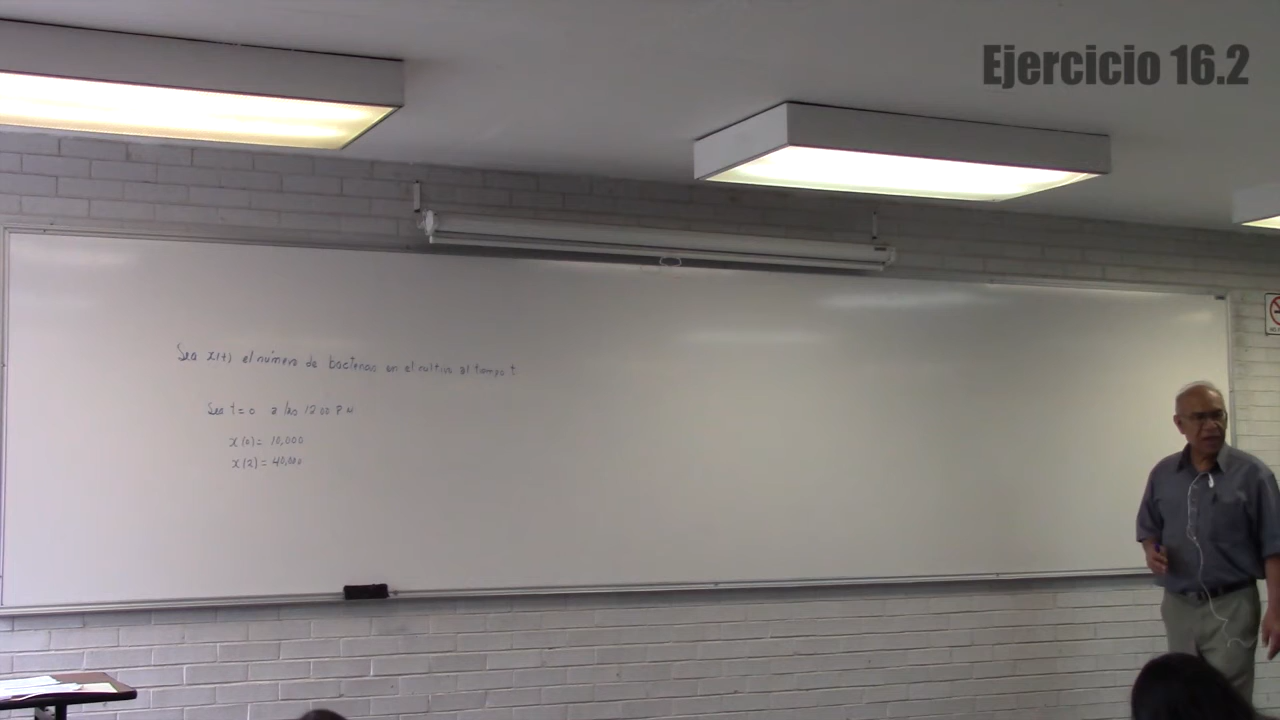 Ejercicio 16.2
Sea x(t) el número de bacterias en el cultivo al tiempo t
Sea t = 0 a las 12 00 P M
x(0) = 10,000
x(2) = 40,000